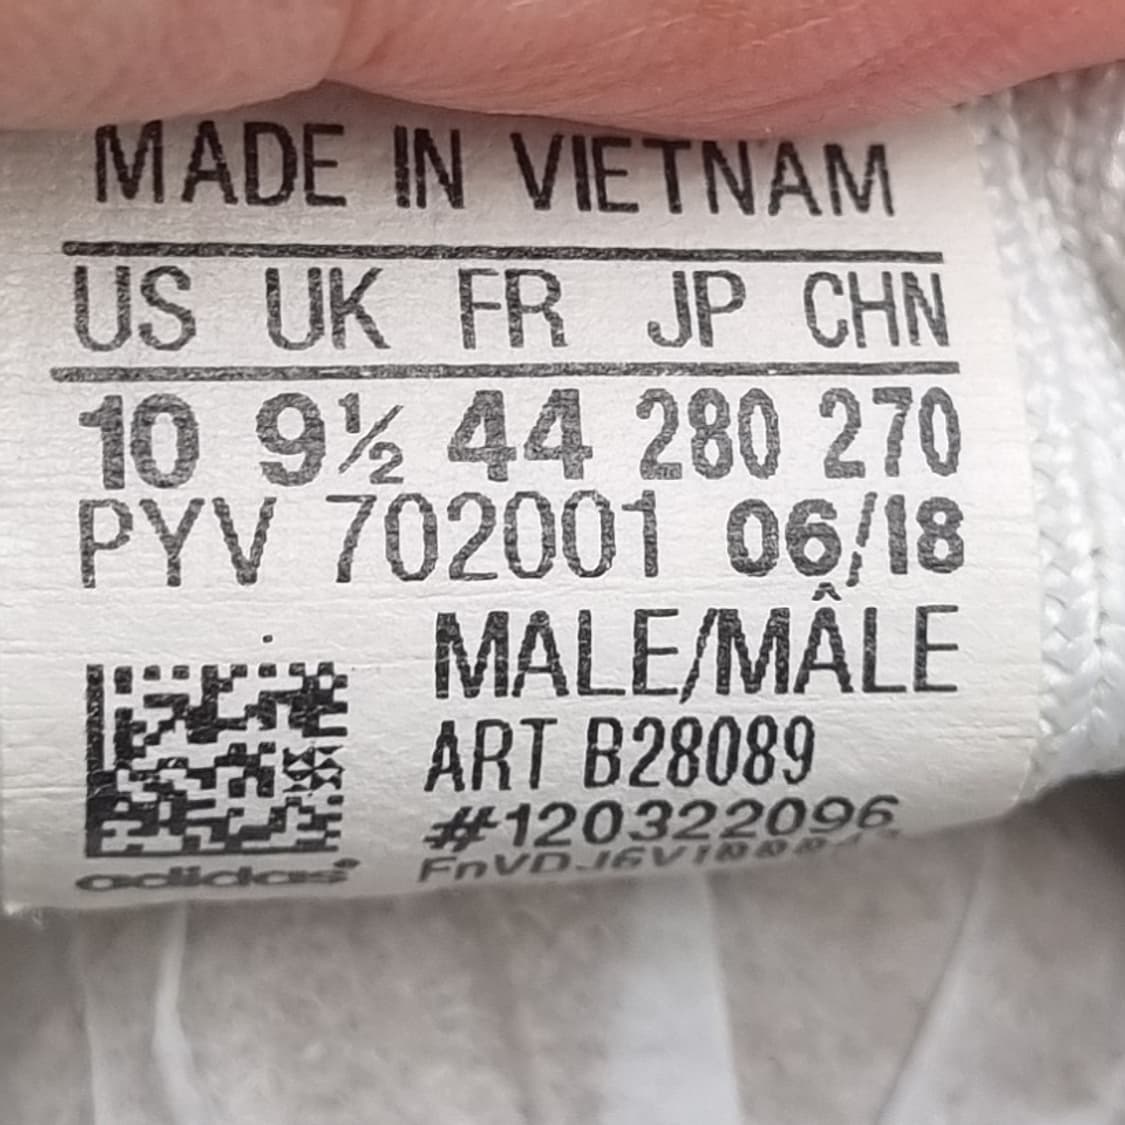 MADE IN VIETNAM
US UK FR JP CHN
10 9½ 44 280 270
PYV 702001 06/18
MALE/MÂLE
ART B28089
#120322096
adidas